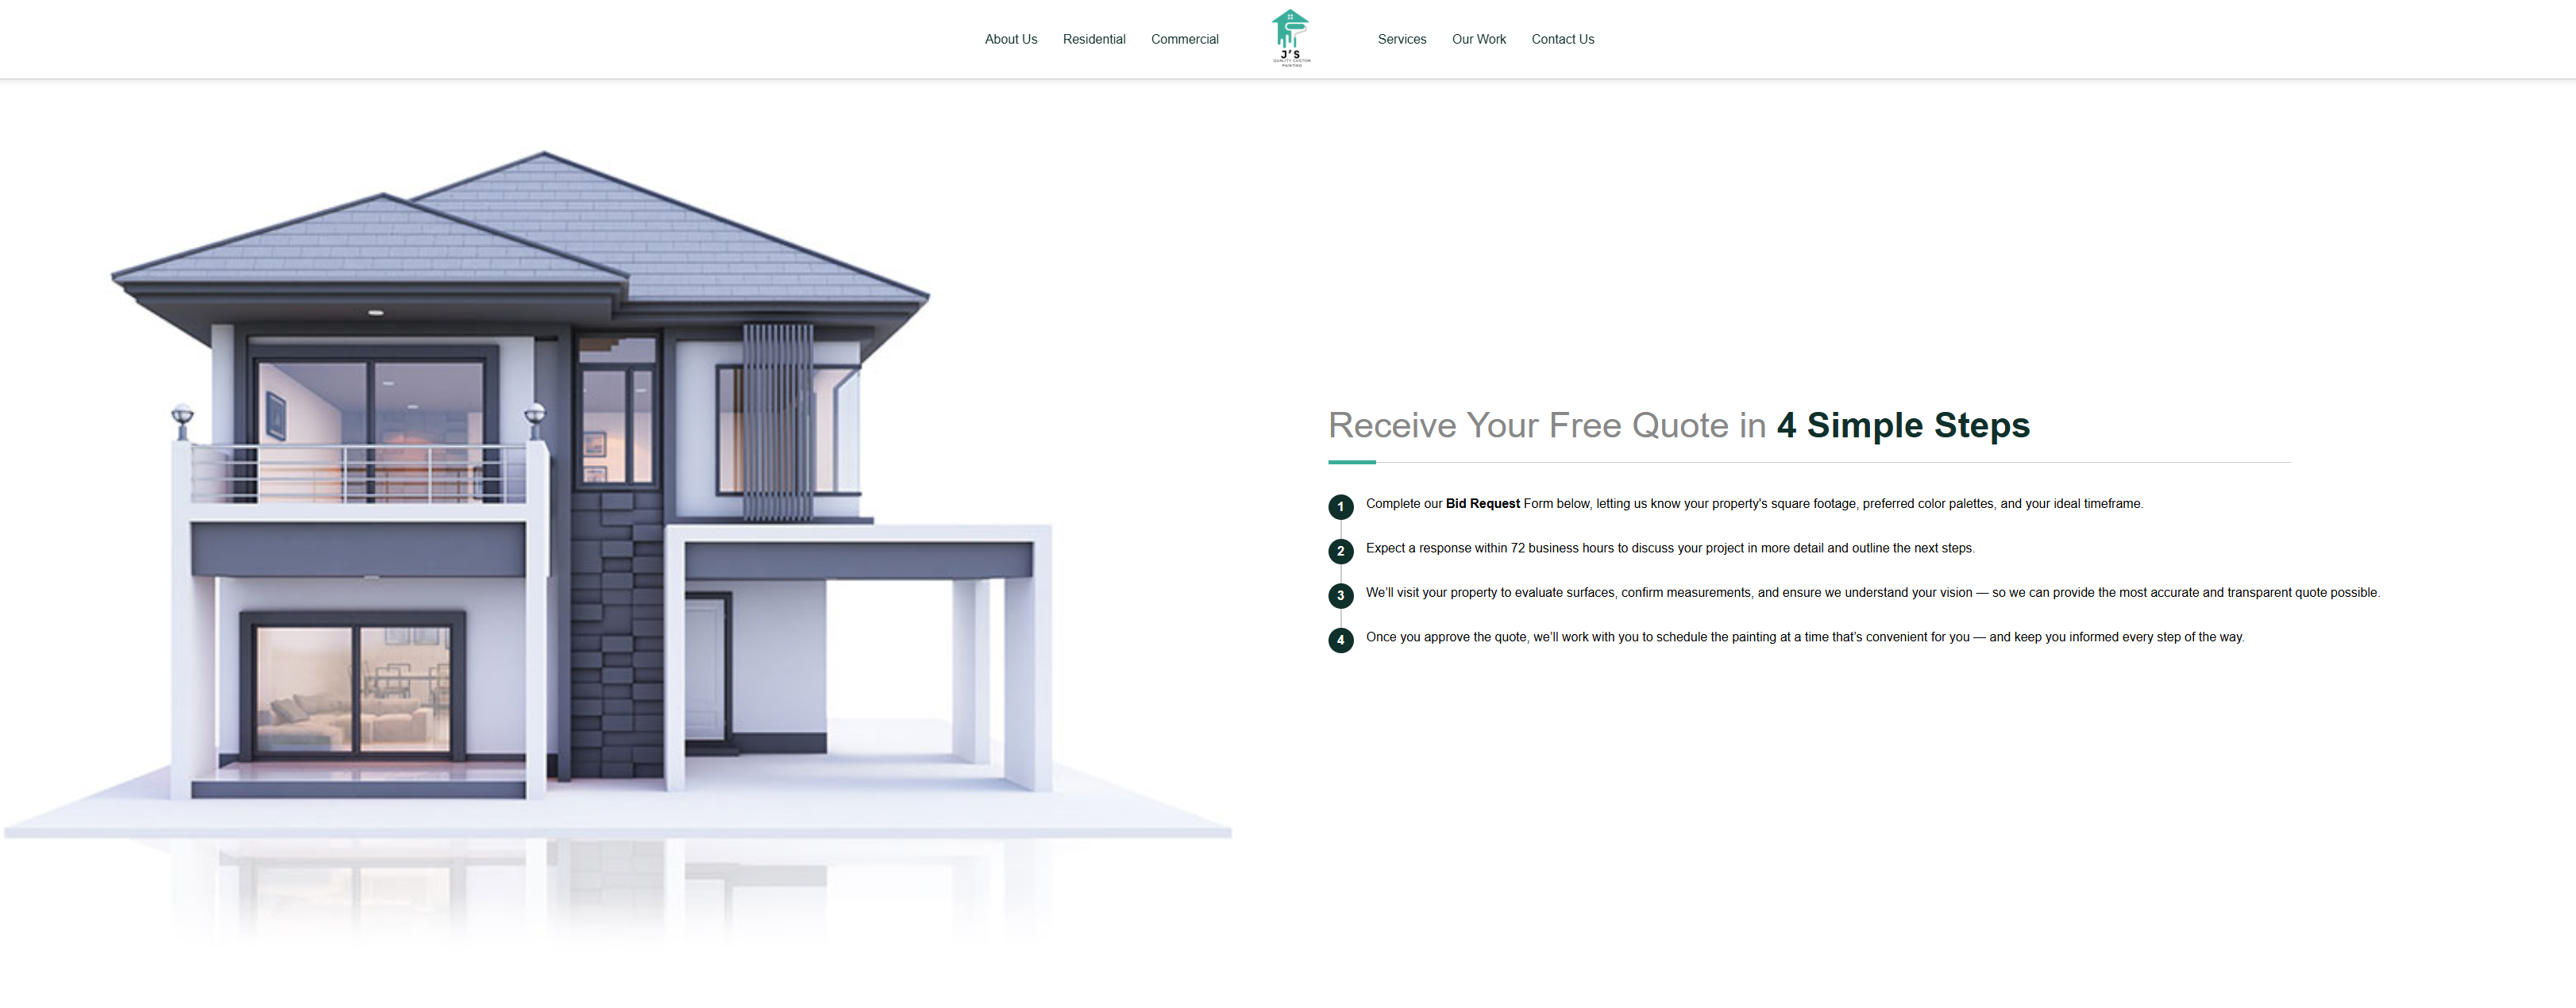 About Us Residential Commercial
J'S
QUALITY CUSTOM
PAINTING
Services Our Work Contact Us
Receive Your Free Quote in 4 Simple Steps
1 Complete our Bid Request Form below, letting us know your property's square footage, preferred color palettes, and your ideal timeframe.
2 Expect a response within 72 business hours to discuss your project in more detail and outline the next steps.
3 We’ll visit your property to evaluate surfaces, confirm measurements, and ensure we understand your vision — so we can provide the most accurate and transparent quote possible.
4 Once you approve the quote, we’ll work with you to schedule the painting at a time that’s convenient for you — and keep you informed every step of the way.